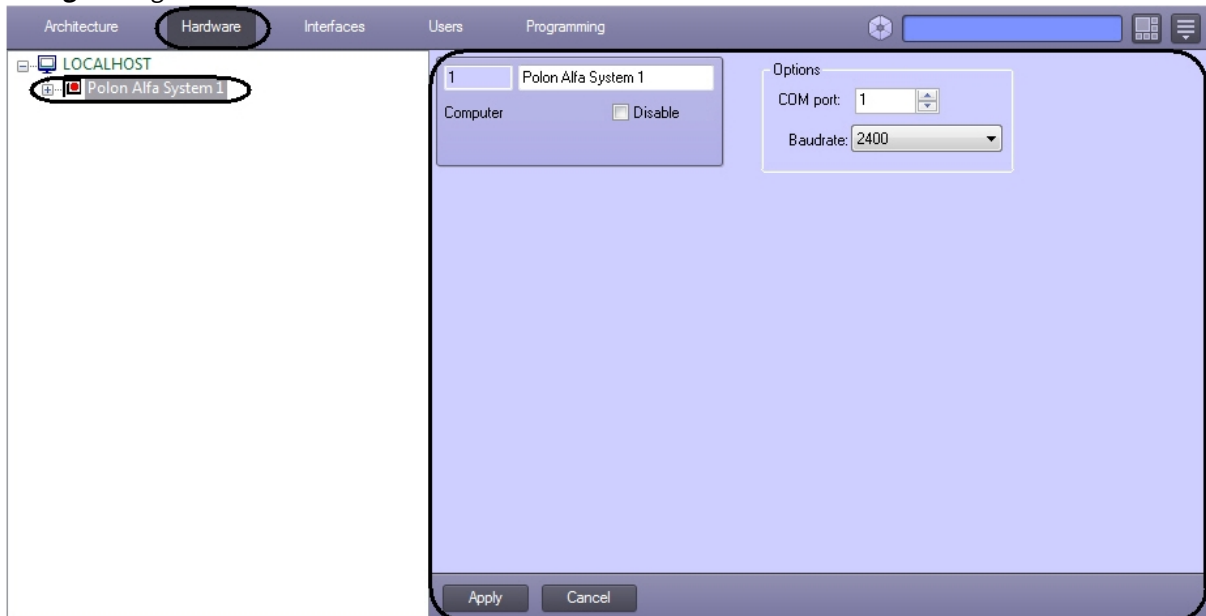 Architecture Hardware Interfaces Users Programming
LOCALHOST
Polon Alfa System 1
1 Polon Alfa System 1
Computer Disable
Options
COM port: 1
Baudrate: 2400
Apply Cancel